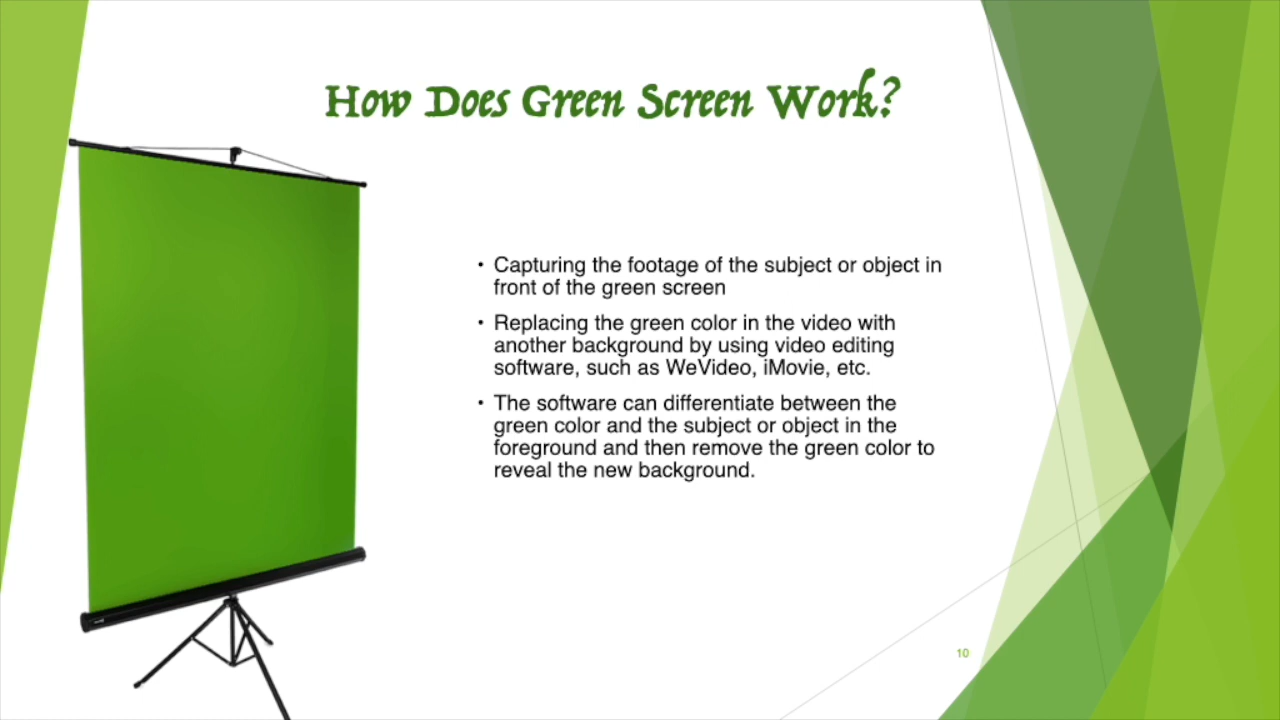 How Does Green Screen Work?
• Capturing the footage of the subject or object in
front of the green screen
• Replacing the green color in the video with
another background by using video editing
software, such as WeVideo, iMovie, etc.
• The software can differentiate between the
green color and the subject or object in the
foreground and then remove the green color to
reveal the new background.
10